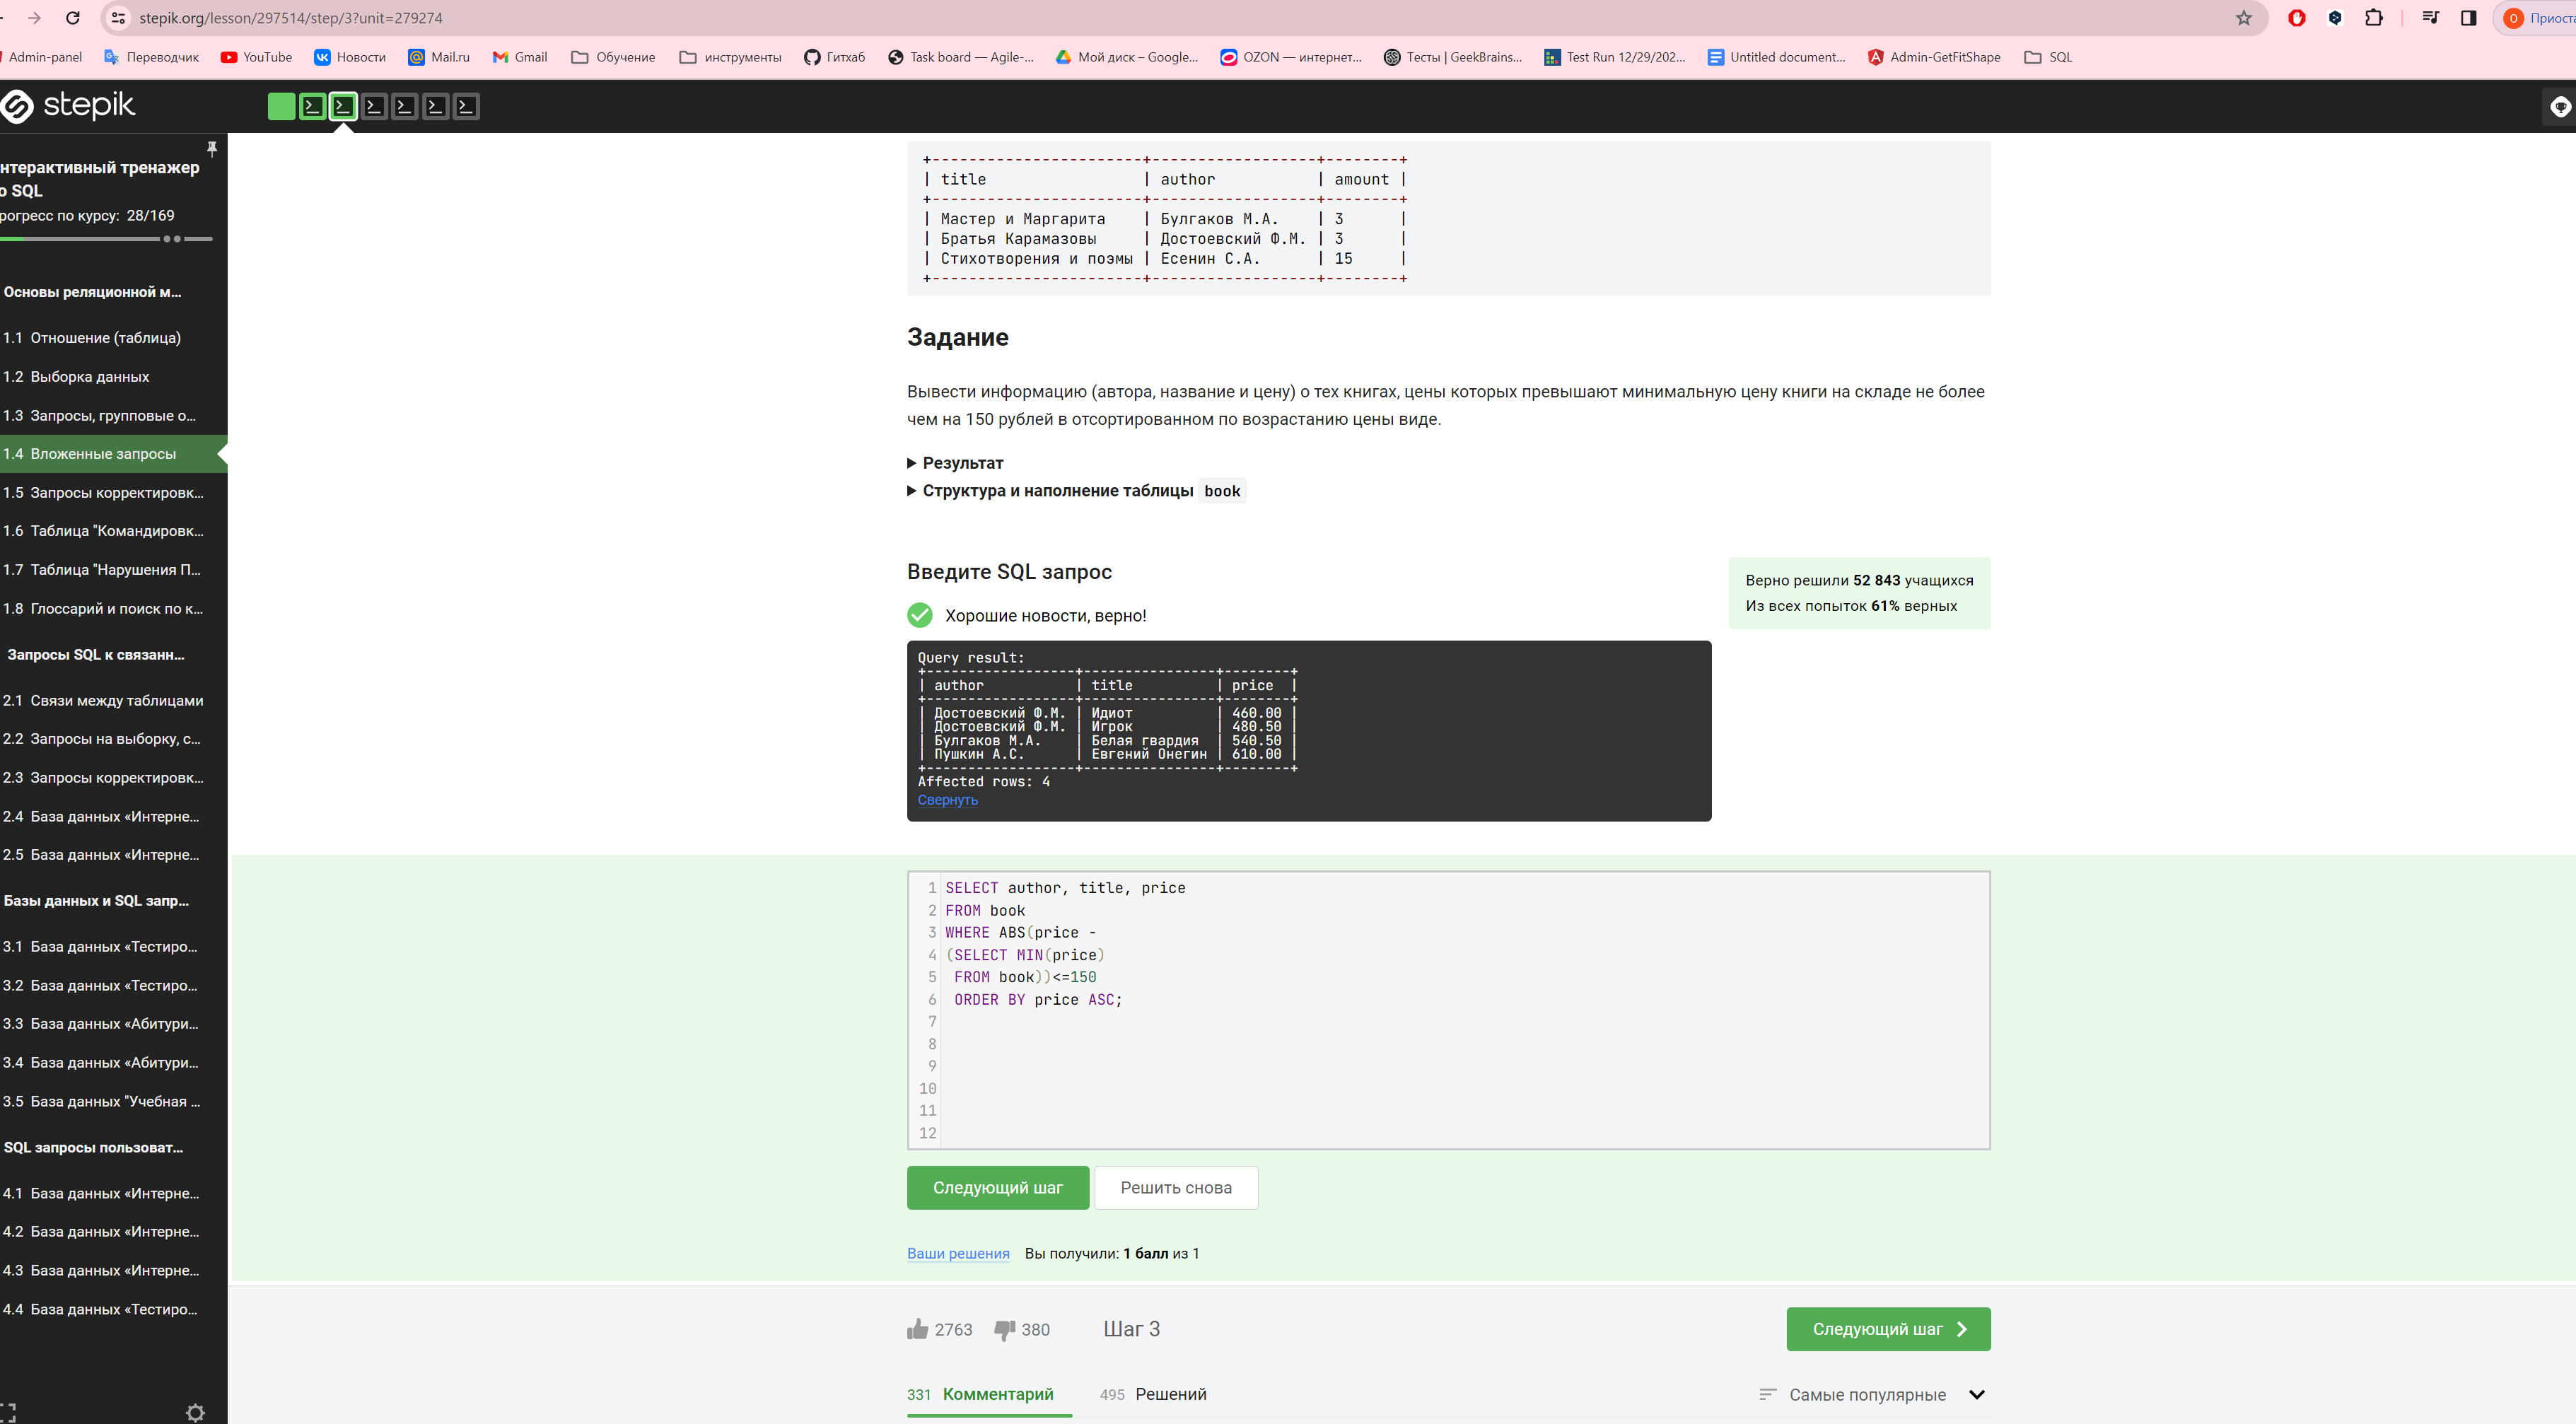 stepik.org/lesson/297514/step/3?unit=279274
О Приоста
Admin-panel Переводчик YouTube Новости Mail.ru Gmail Обучение инструменты Гитхаб Task board — Agile-... Мой диск – Google... OZON — интернет... Тесты | GeekBrains... Test Run 12/29/202... Untitled document... Admin-GetFitShape SQL
stepik
нтерактивный тренажер
о SQL
рогресс по курсу: 28/169
Основы реляционной м...
1.1 Отношение (таблица)
1.2 Выборка данных
1.3 Запросы, групповые о...
1.4 Вложенные запросы
1.5 Запросы корректировк...
1.6 Таблица "Командировк...
1.7 Таблица "Нарушения П...
1.8 Глоссарий и поиск по к...
Запросы SQL к связанн...
2.1 Связи между таблицами
2.2 Запросы на выборку, с...
2.3 Запросы корректировк...
2.4 База данных «Интерне...
2.5 База данных «Интерне...
Базы данных и SQL запр...
3.1 База данных «Тестиро...
3.2 База данных «Тестиро...
3.3 База данных «Абитури...
3.4 База данных «Абитури...
3.5 База данных "Учебная ...
SQL запросы пользоват...
4.1 База данных «Интерне...
4.2 База данных «Интерне...
4.3 База данных «Интерне...
4.4 База данных «Тестиро...
+-----------------------+------------------+--------+
| title                 | author           | amount |
+-----------------------+------------------+--------+
| Мастер и Маргарита    | Булгаков М.А.    | 3      |
| Братья Карамазовы     | Достоевский Ф.М. | 3      |
| Стихотворения и поэмы | Есенин С.А.      | 15     |
+-----------------------+------------------+--------+
Задание
Вывести информацию (автора, название и цену) о тех книгах, цены которых превышают минимальную цену книги на складе не более
чем на 150 рублей в отсортированном по возрастанию цены виде.
Результат
Структура и наполнение таблицы book
Введите SQL запрос
Верно решили 52 843 учащихся
Из всех попыток 61% верных
Хорошие новости, верно!
Query result:
+------------------+----------------+--------+
| author           | title          | price  |
+------------------+----------------+--------+
| Достоевский Ф.М. | Идиот          | 460.00 |
| Достоевский Ф.М. | Игрок          | 480.50 |
| Булгаков М.А.    | Белая гвардия  | 540.50 |
| Пушкин А.С.      | Евгений Онегин | 610.00 |
+------------------+----------------+--------+
Affected rows: 4
Свернуть
1 SELECT author, title, price
2 FROM book
3 WHERE ABS(price -
4 (SELECT MIN(price)
5  FROM book))<=150
6  ORDER BY price ASC;
7
8
9
10
11
12
Следующий шаг Решить снова
Ваши решения Вы получили: 1 балл из 1
2763 380 Шаг 3 Следующий шаг
331 Комментарий 495 Решений Самые популярные